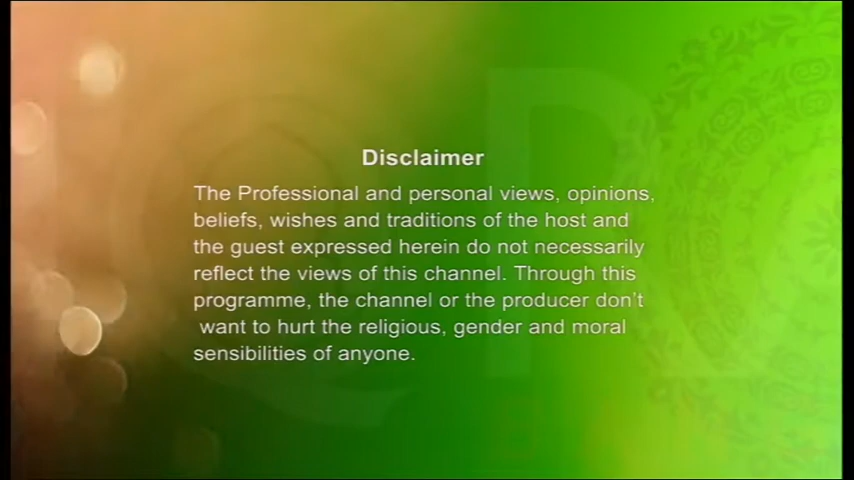 Disclaimer
The Professional and personal views, opinions,
beliefs, wishes and traditions of the host and
the guest expressed herein do not necessarily
reflect the views of this channel. Through this
programme, the channel or the producer don't
want to hurt the religious, gender and moral
sensibilities of anyone.